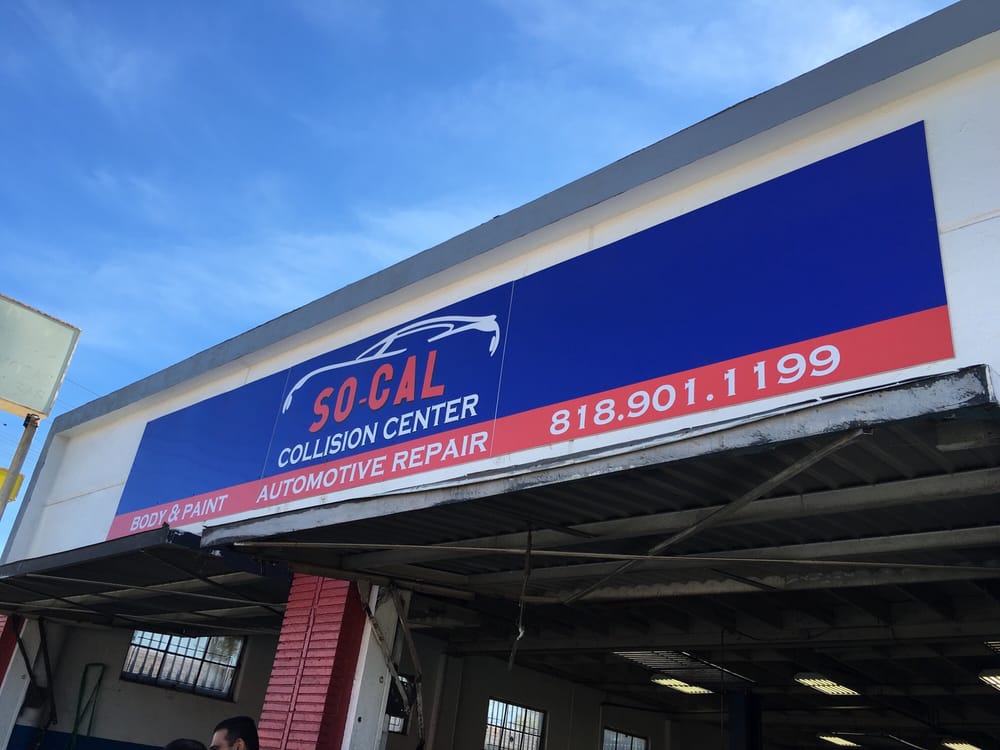 SO-CAL
COLLISION CENTER
BODY & PAINT AUTOMOTIVE REPAIR 818.901.1199